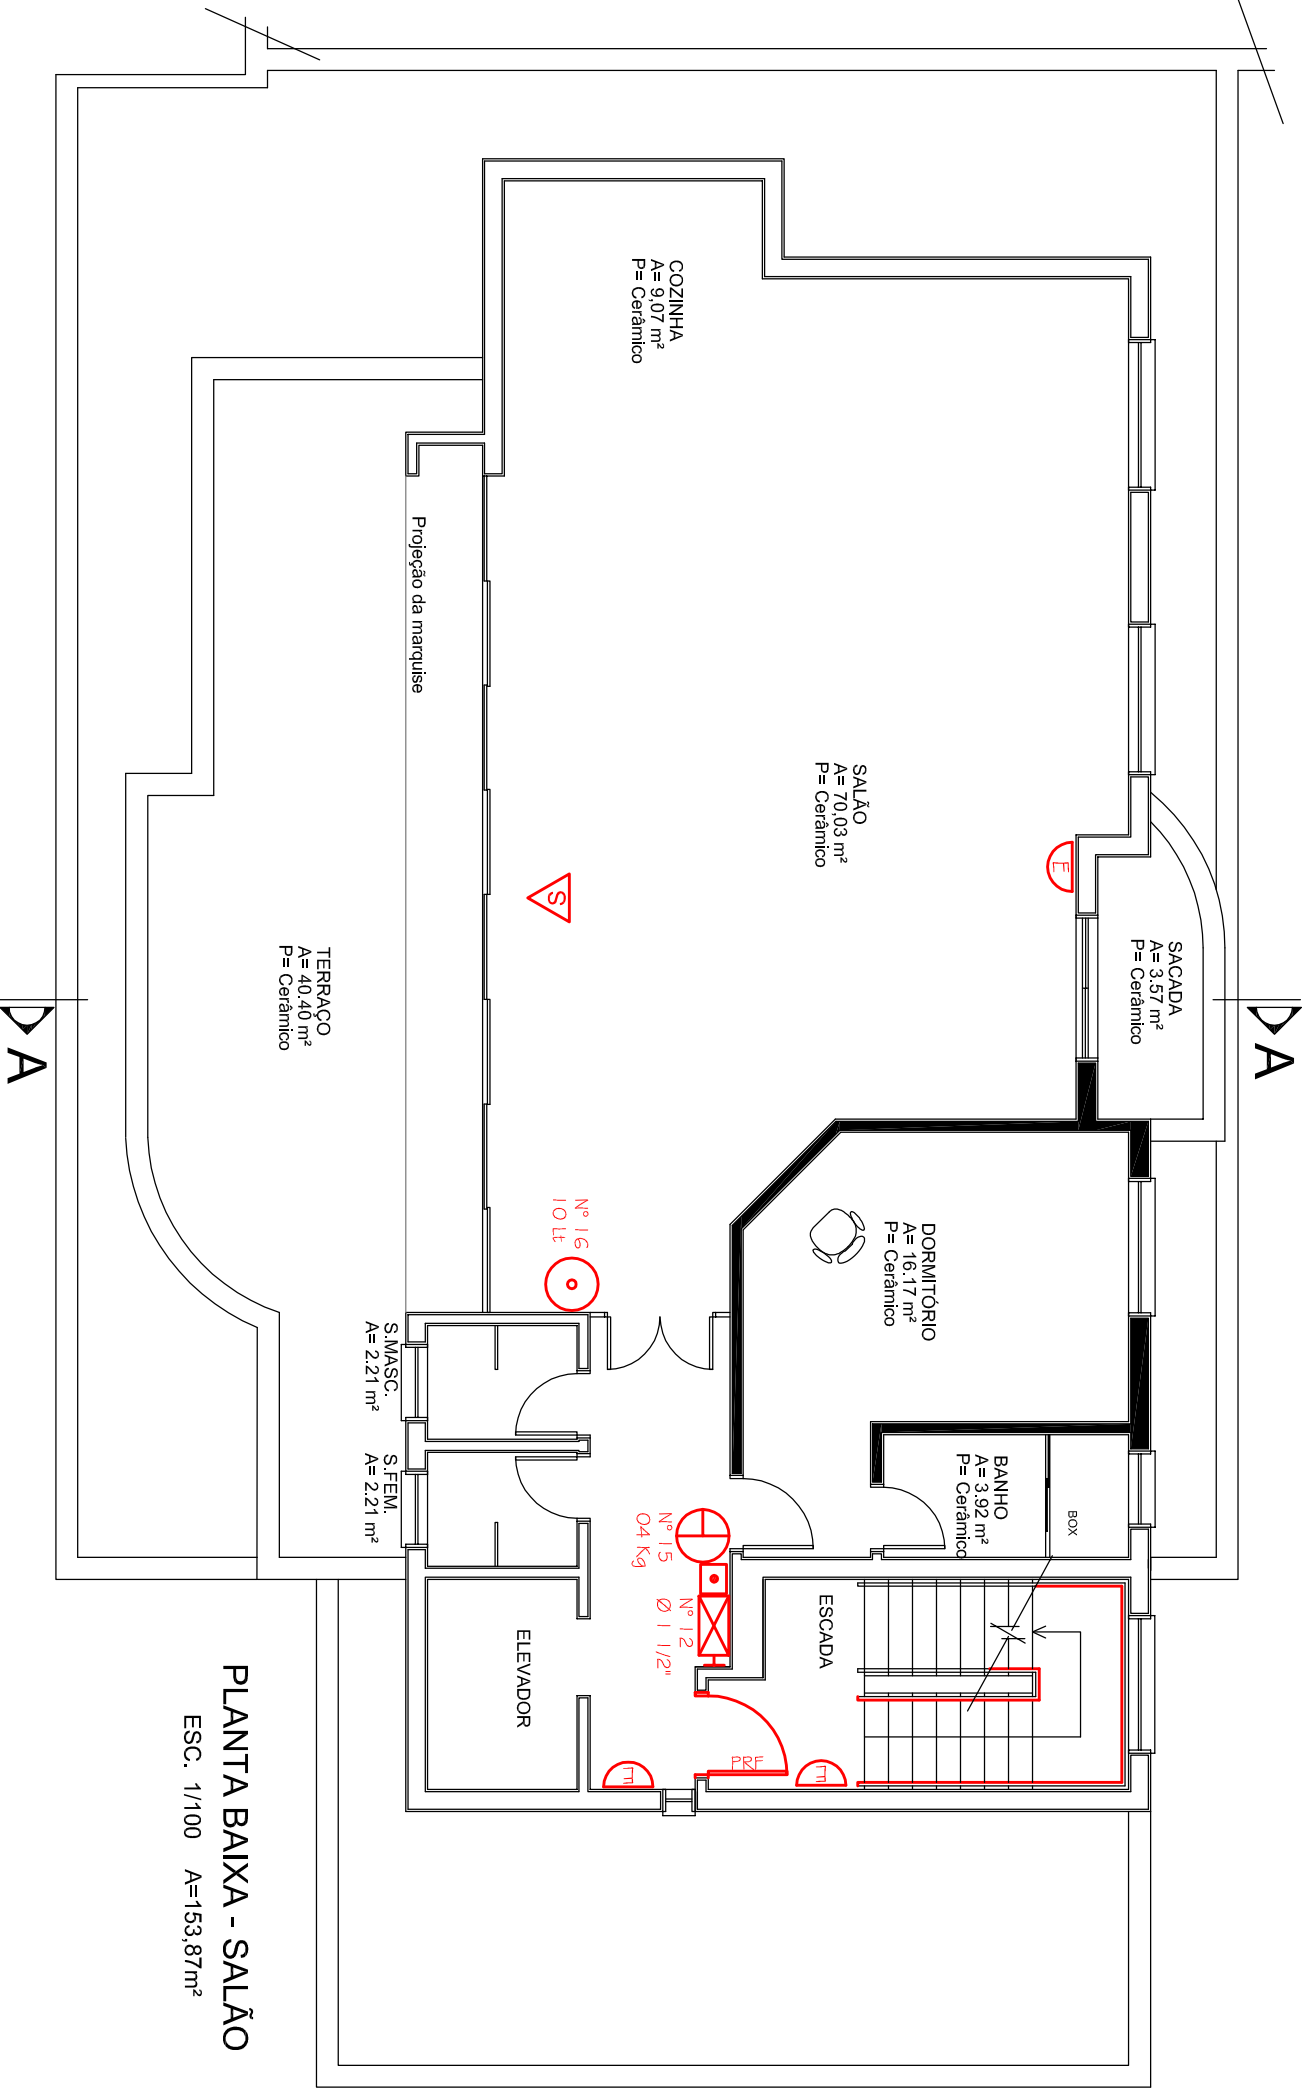 SACADA
A= 3.57 m²
P= Cerâmico
A
COZINHA
A= 9,07 m²
P= Cerâmico
SALÃO
A= 70,03 m²
P= Cerâmico
E
DORMITÓRIO
A= 16.17 m²
P= Cerâmico
BOX
BANHO
A= 3.92 m²
P= Cerâmico
ESCADA
E
PRF
Nº 15
04 Kg
Nº 12
Ø 1 1/2"
E
S
Nº 16
10 Lt
ELEVADOR
Projeção da marquise
S.MASC.
A= 2.21 m²
S.FEM.
A= 2.21 m²
TERRAÇO
A= 40.40 m²
P= Cerâmico
A
PLANTA BAIXA - SALÃO
ESC. 1/100 A=153,87m²